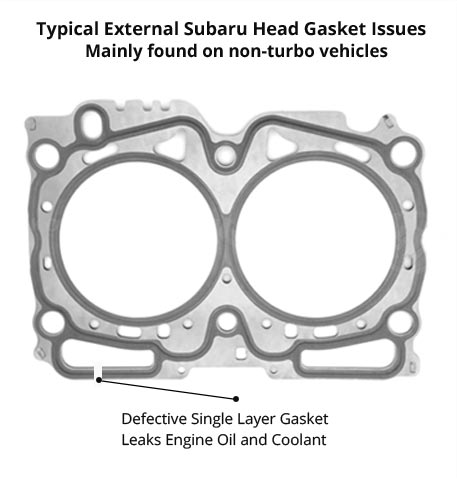 Typical External Subaru Head Gasket Issues
Mainly found on non-turbo vehicles
Defective Single Layer Gasket
Leaks Engine Oil and Coolant